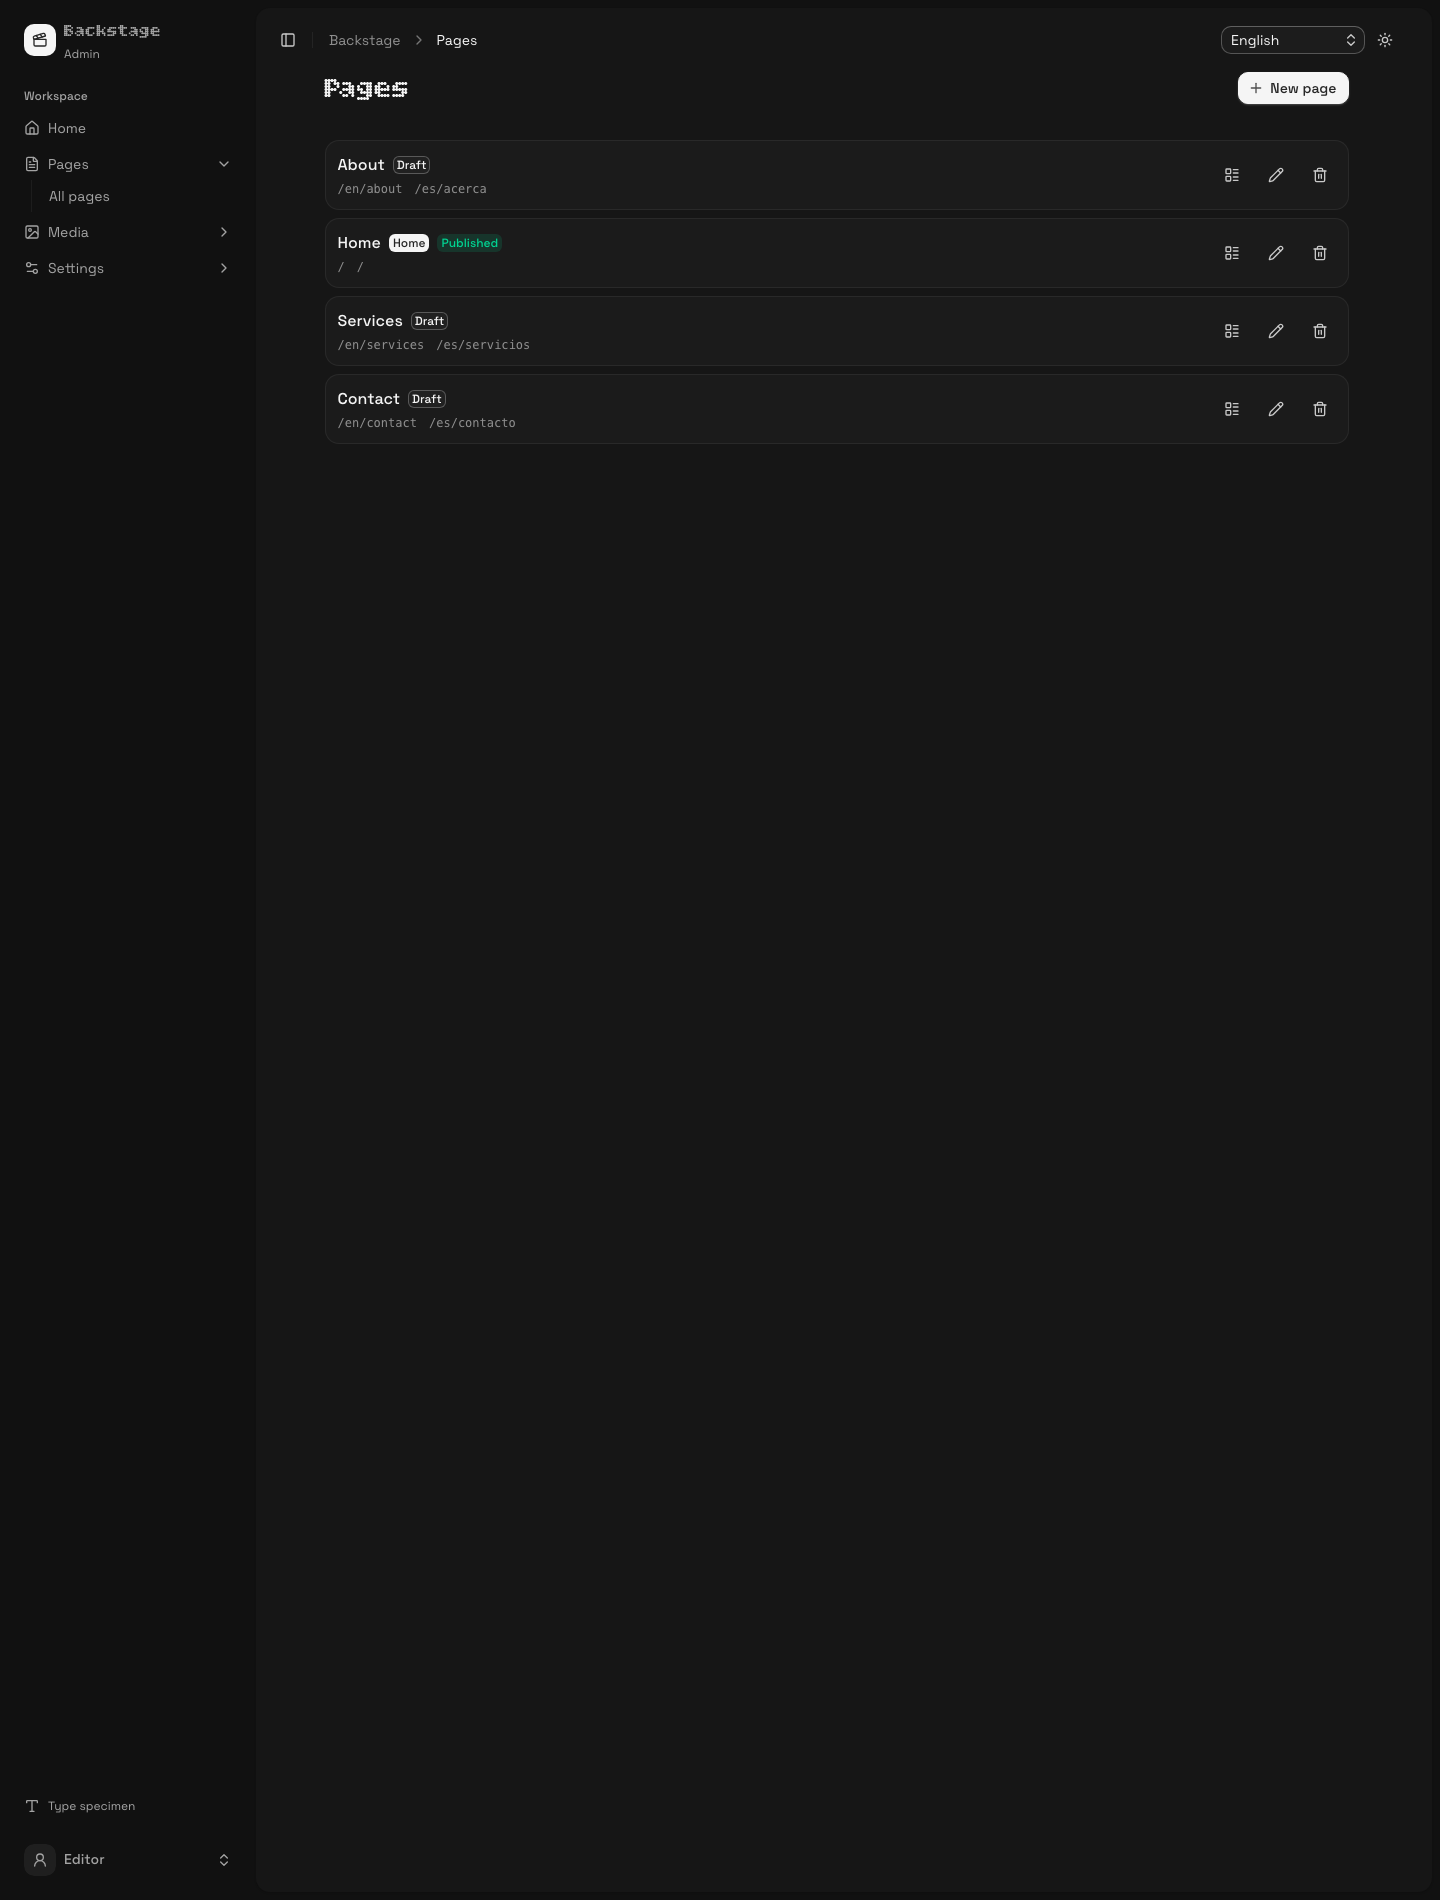 Backstage
Admin
Workspace
Home
Pages
All pages
Media
Settings
Type specimen
Editor
Backstage
Pages
English
Pages
New page
About Draft
/en/about /es/acerca
Home Home Published
/ /
Services Draft
/en/services /es/servicios
Contact Draft
/en/contact /es/contacto